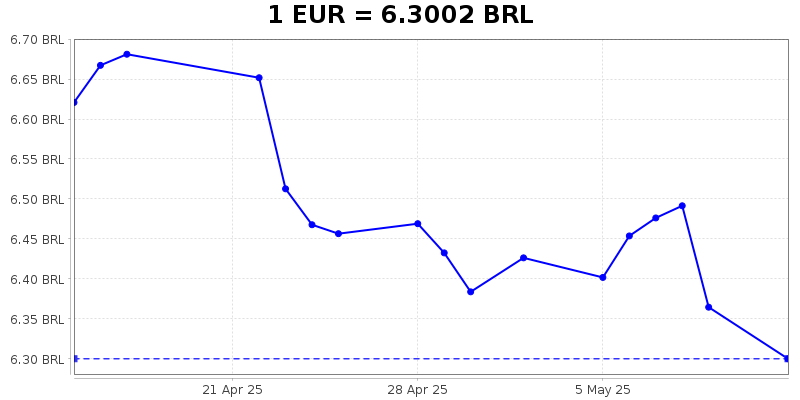 1 EUR = 6.3002 BRL
6.70 BRL
6.65 BRL
6.60 BRL
6.55 BRL
6.50 BRL
6.45 BRL
6.40 BRL
6.35 BRL
6.30 BRL
21 Apr 25 28 Apr 25 5 May 25